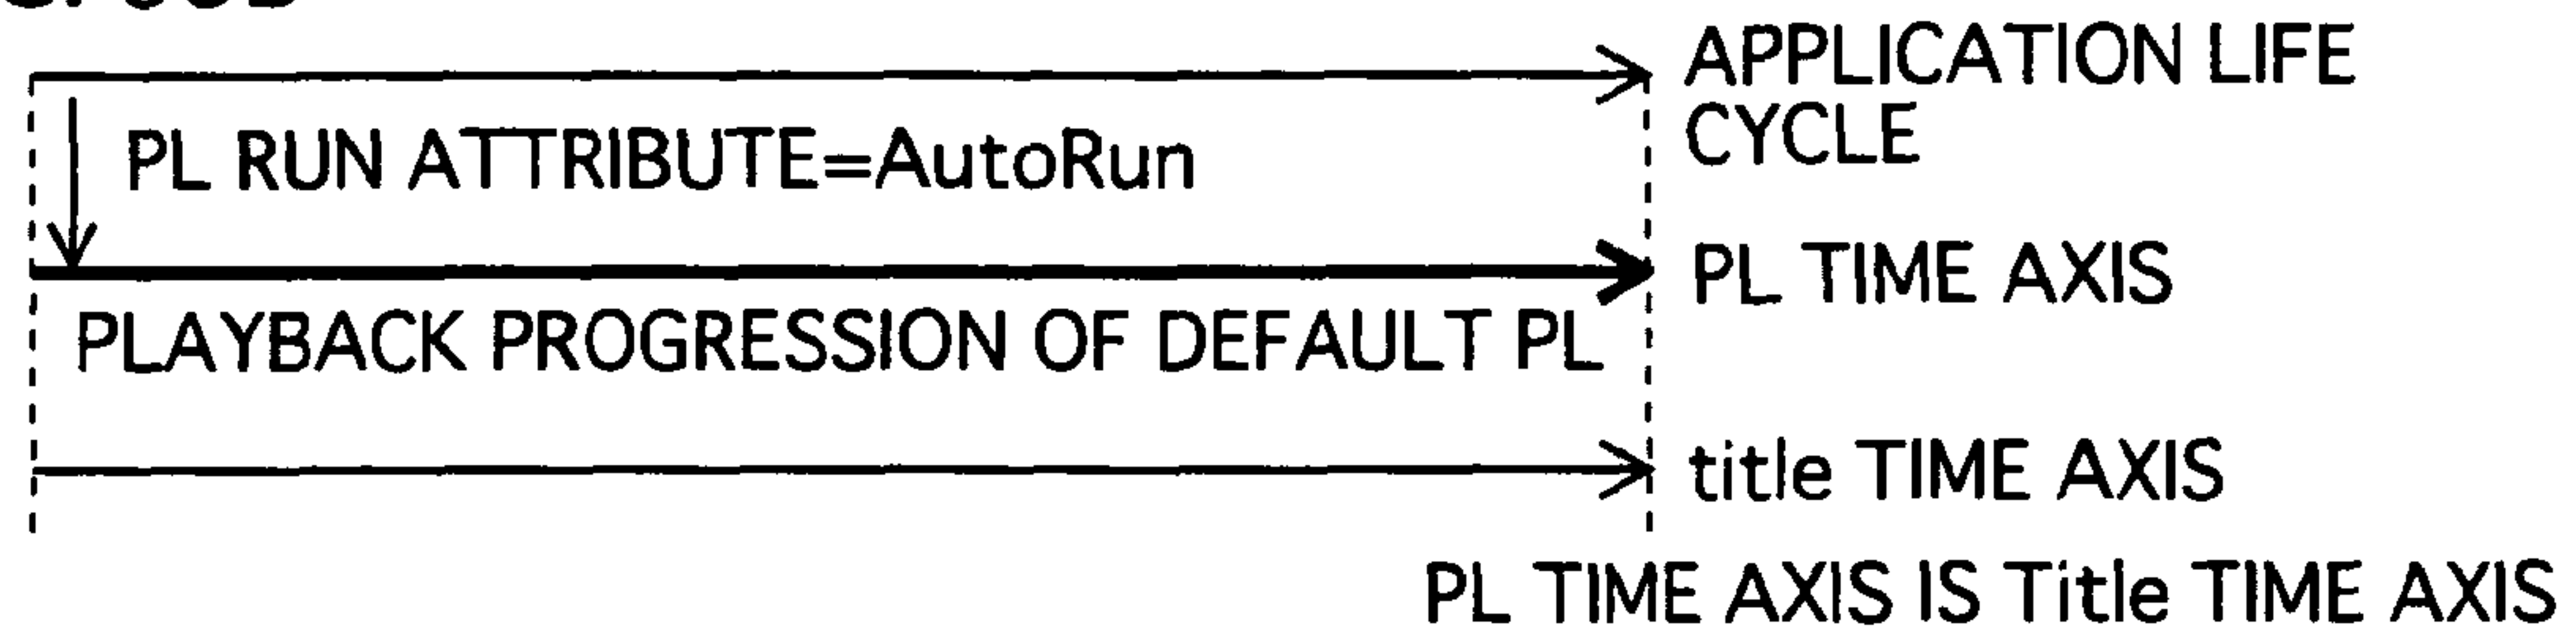 APPLICATION LIFE
CYCLE
PL RUN ATTRIBUTE=AutoRun
PL TIME AXIS
PLAYBACK PROGRESSION OF DEFAULT PL
title TIME AXIS
PL TIME AXIS IS Title TIME AXIS